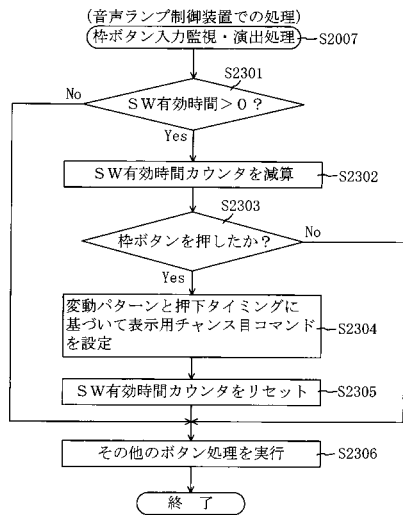 (音声ランプ制御装置での処理)
枠ボタン入力監視・演出処理
S2007
S2301
No
SW有効時間>0?
Yes
SW有効時間カウンタを減算
S2302
S2303
No
枠ボタンを押したか?
Yes
変動パターンと押下タイミングに
基づいて表示用チャンス目コマンド
を設定
S2304
SW有効時間カウンタをリセット
S2305
その他のボタン処理を実行
S2306
終 了